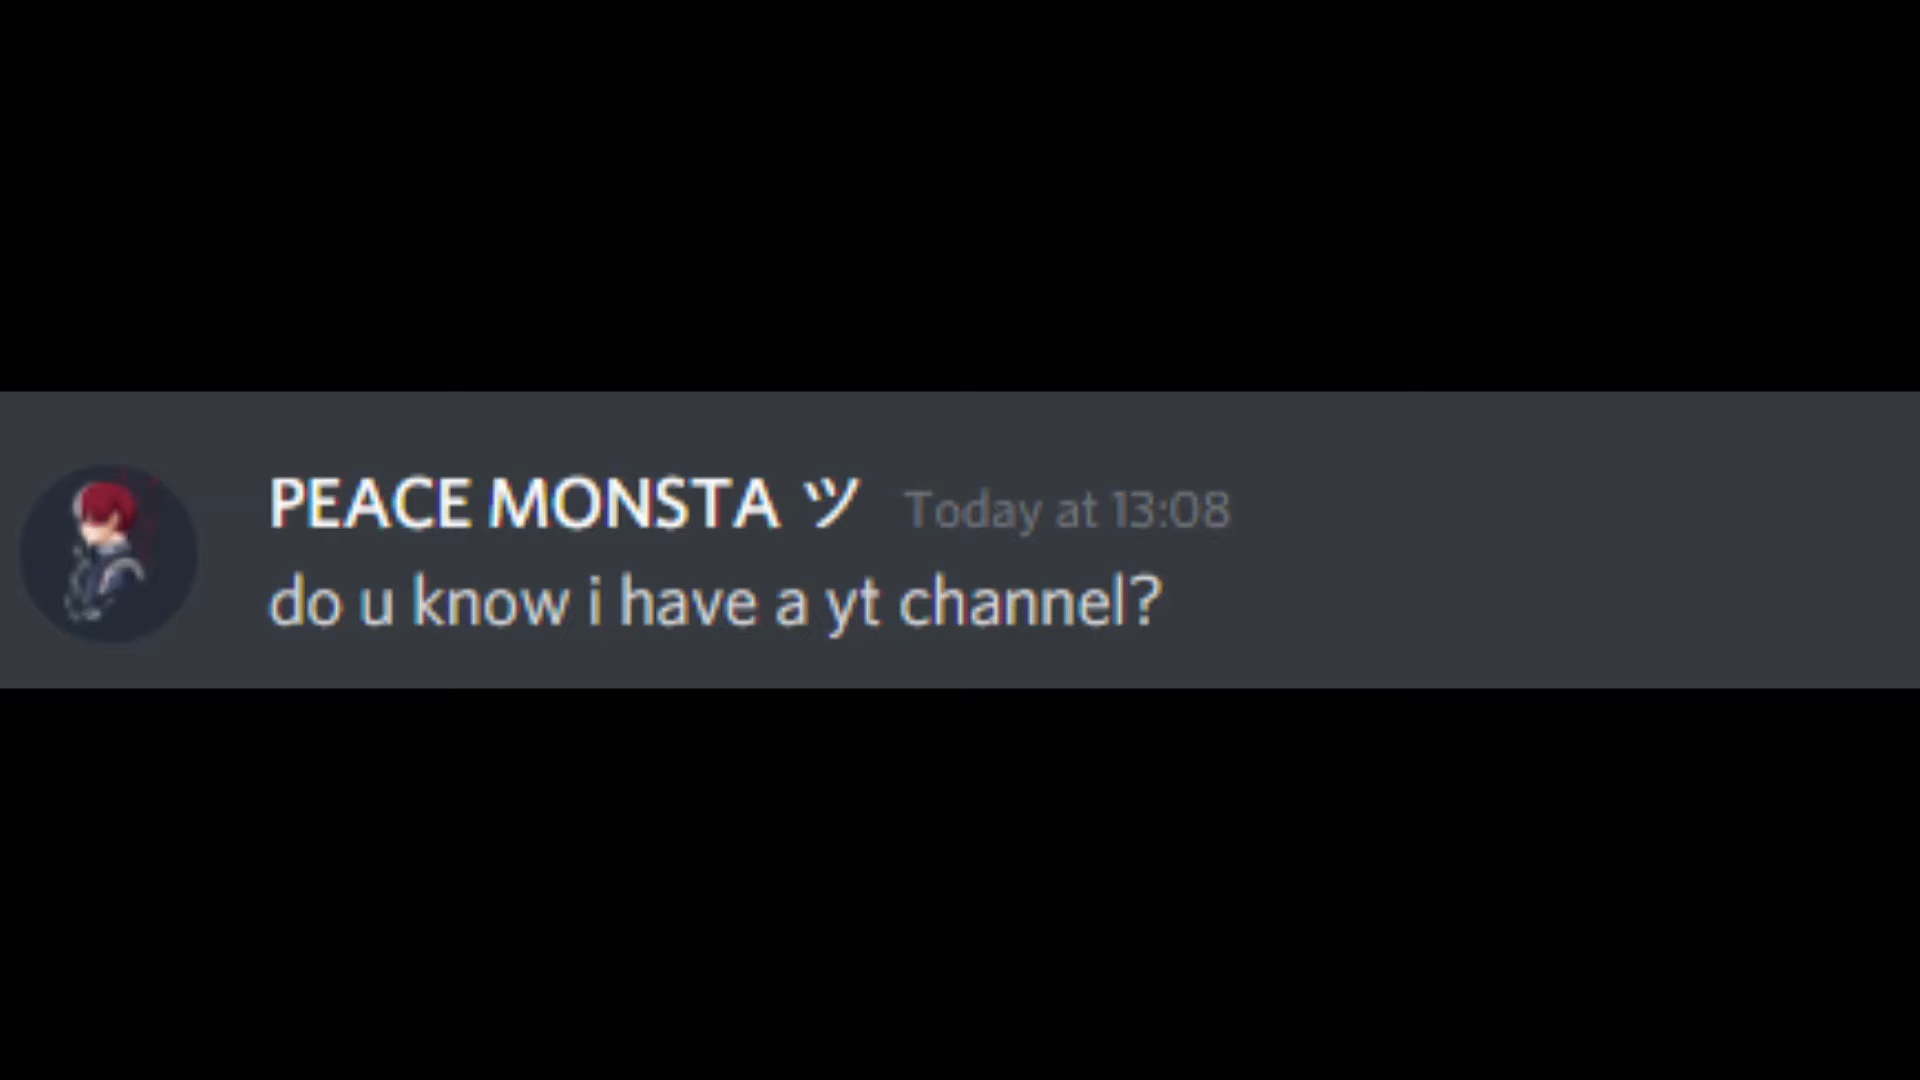 PEACE MONSTA ツ Today at 13:08
do u know i have a yt channel?